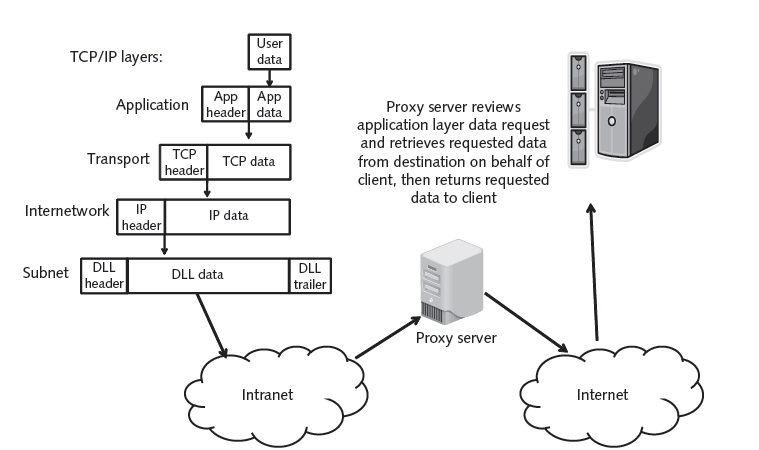 TCP/IP layers:
User
data
Application
App
header
App
data
Transport
TCP
header
TCP data
Internetwork
IP
header
IP data
Subnet
DLL
header
DLL data
DLL
trailer
Proxy server reviews
application layer data request
and retrieves requested data
from destination on behalf of
client, then returns requested
data to client
Proxy server
Intranet
Internet